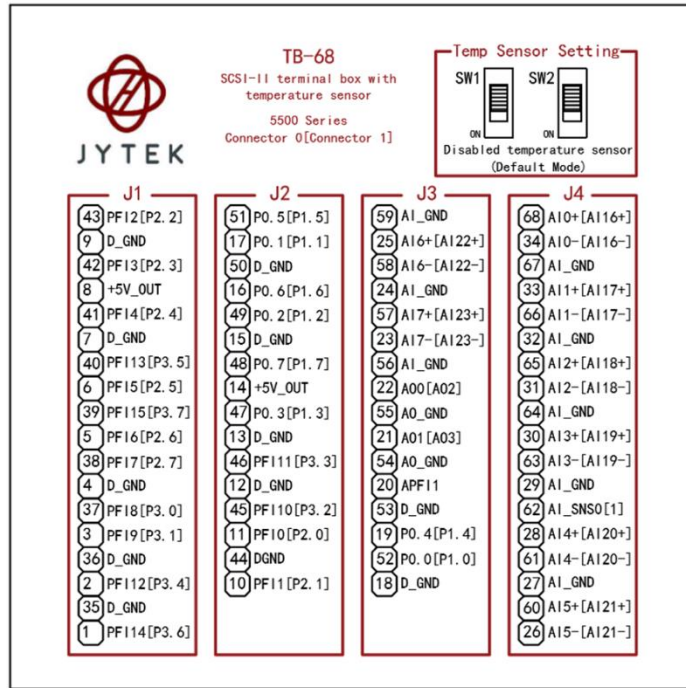 JYTEK
TB-68
SCSI-II terminal box with
temperature sensor
5500 Series
Connector 0[Connector 1]
Temp Sensor Setting
SW1 SW2
ON ON
Disabled temperature sensor
(Default Mode)
J1
43 PFI2[P2.2]
9 D_GND
42 PFI3[P2.3]
8 +5V_OUT
41 PFI4[P2.4]
7 D_GND
40 PFI13[P3.5]
6 PFI5[P2.5]
39 PFI15[P3.7]
5 PFI6[P2.6]
38 PFI7[P2.7]
4 D_GND
37 PFI8[P3.0]
3 PFI9[P3.1]
36 D_GND
2 PFI12[P3.4]
35 D_GND
1 PFI14[P3.6]
J2
51 P0.5[P1.5]
17 P0.1[P1.1]
50 D_GND
16 P0.6[P1.6]
49 P0.2[P1.2]
15 D_GND
48 P0.7[P1.7]
14 +5V_OUT
47 P0.3[P1.3]
13 D_GND
46 PFI11[P3.3]
12 D_GND
45 PFI10[P3.2]
11 PFI0[P2.0]
44 DGND
10 PFI1[P2.1]
J3
59 AI_GND
25 AI6+[AI22+]
58 AI6-[AI22-]
24 AI_GND
57 AI7+[AI23+]
23 AI7-[AI23-]
56 AI_GND
22 AO0[AO2]
55 AO_GND
21 AO1[AO3]
54 AO_GND
20 APFI1
53 D_GND
19 P0.4[P1.4]
52 P0.0[P1.0]
18 D_GND
J4
68 AI0+[AI16+]
34 AI0-[AI16-]
67 AI_GND
33 AI1+[AI17+]
66 AI1-[AI17-]
32 AI_GND
65 AI2+[AI18+]
31 AI2-[AI18-]
64 AI_GND
30 AI3+[AI19+]
63 AI3-[AI19-]
29 AI_GND
62 AI_SNS0[1]
28 AI4+[AI20+]
61 AI4-[AI20-]
27 AI_GND
60 AI5+[AI21+]
26 AI5-[AI21-]